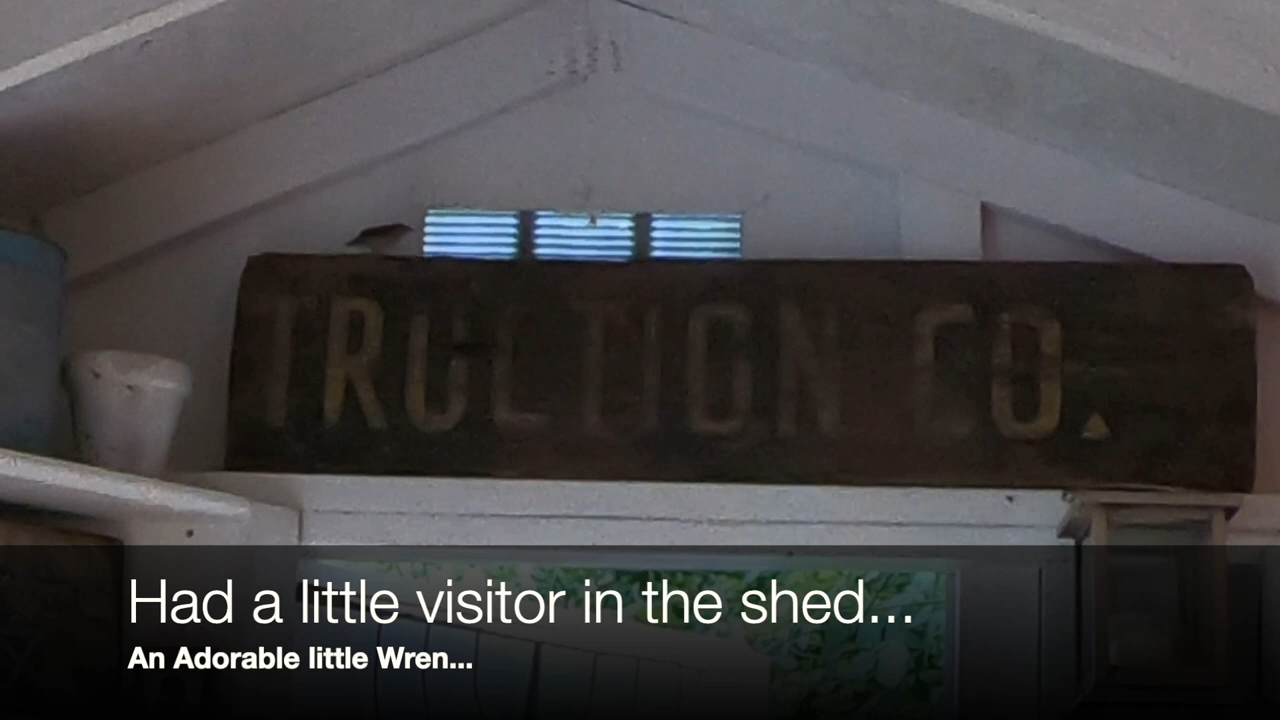 TRUCTION CO.
Had a little visitor in the shed...
An Adorable little Wren...